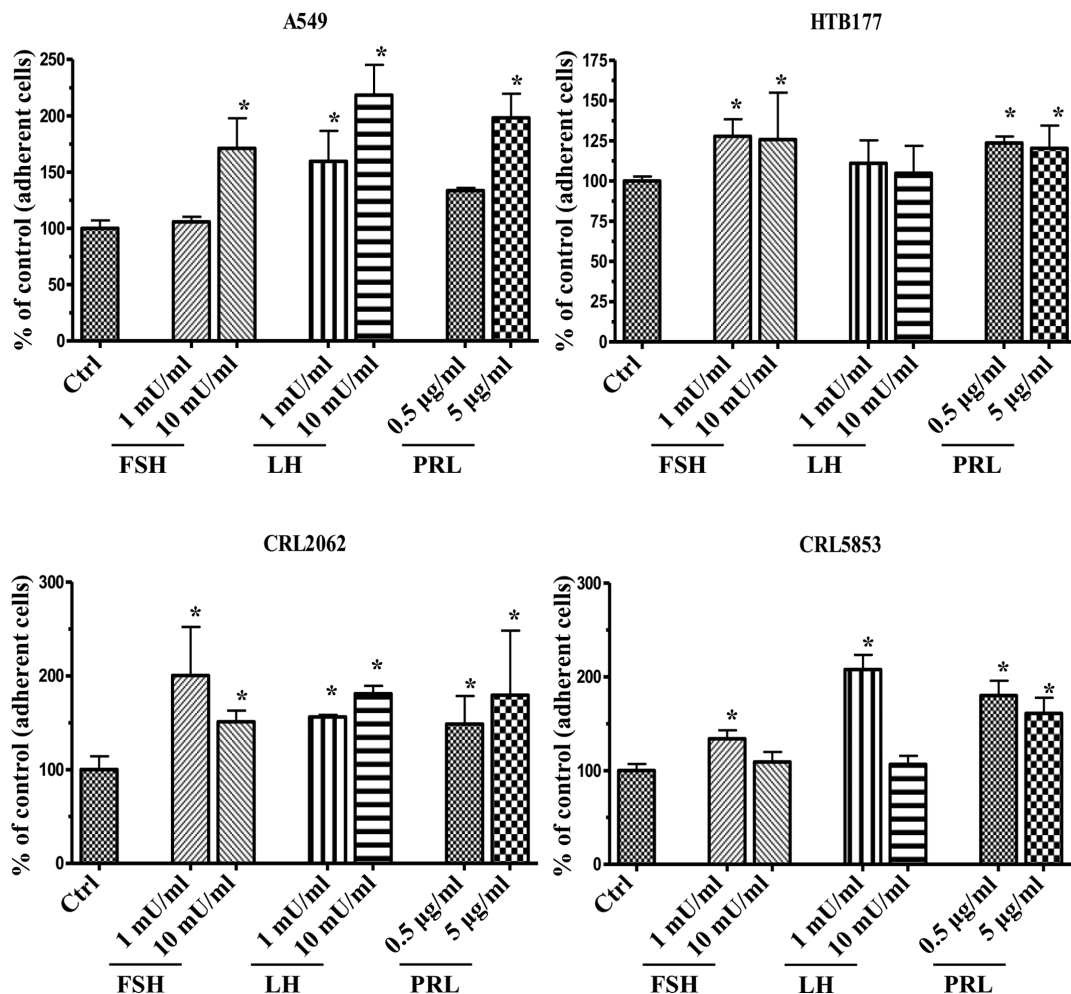 A549
% of control (adherent cells)
250
200
150
100
50
0
*
*
*
*
Ctrl
1 mU/ml
10 mU/ml
1 mU/ml
10 mU/ml
0.5 µg/ml
5 µg/ml
FSH
LH
PRL
HTB177
% of control (adherent cells)
175
150
125
100
75
50
25
0
*
*
*
*
Ctrl
1 mU/ml
10 mU/ml
1 mU/ml
10 mU/ml
0.5 µg/ml
5 µg/ml
FSH
LH
PRL
CRL2062
% of control (adherent cells)
300
200
100
0
*
*
*
*
*
*
Ctrl
1 mU/ml
10 mU/ml
1 mU/ml
10 mU/ml
0.5 µg/ml
5 µg/ml
FSH
LH
PRL
CRL5853
% of control (adherent cells)
300
200
100
0
*
*
*
*
Ctrl
1 mU/ml
10 mU/ml
1 mU/ml
10 mU/ml
0.5 µg/ml
5 µg/ml
FSH
LH
PRL